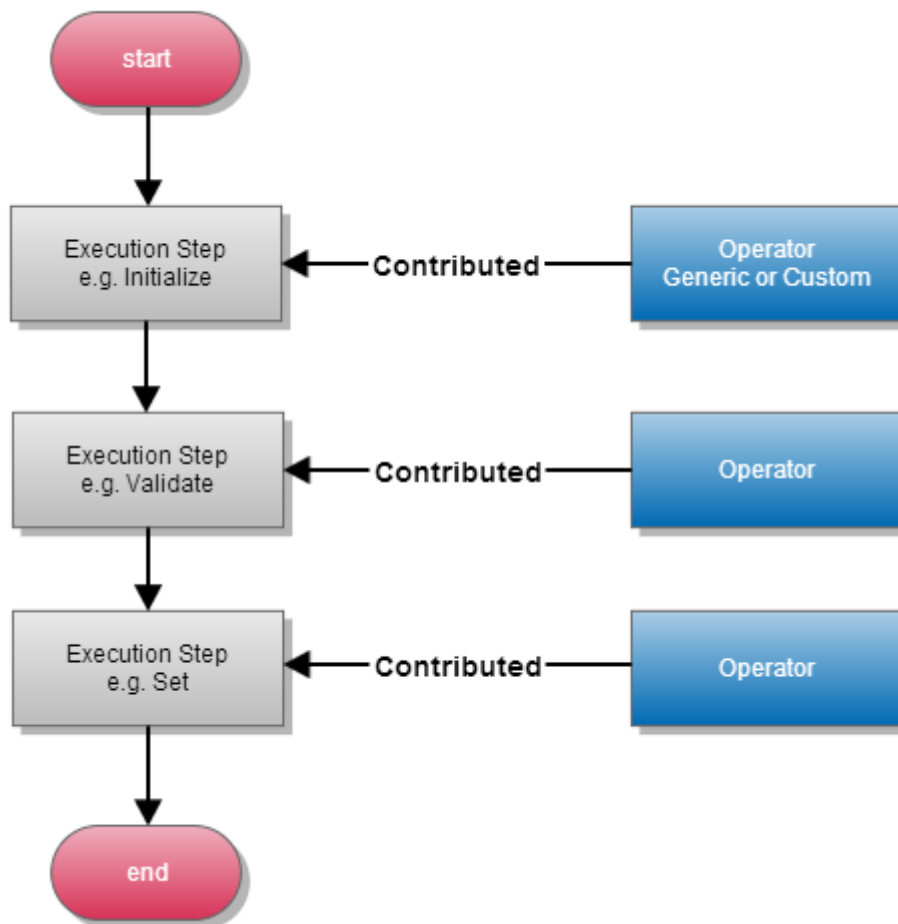 start
Execution Step
e.g. Initialize
Contributed
Operator
Generic or Custom
Execution Step
e.g. Validate
Contributed
Operator
Execution Step
e.g. Set
Contributed
Operator
end